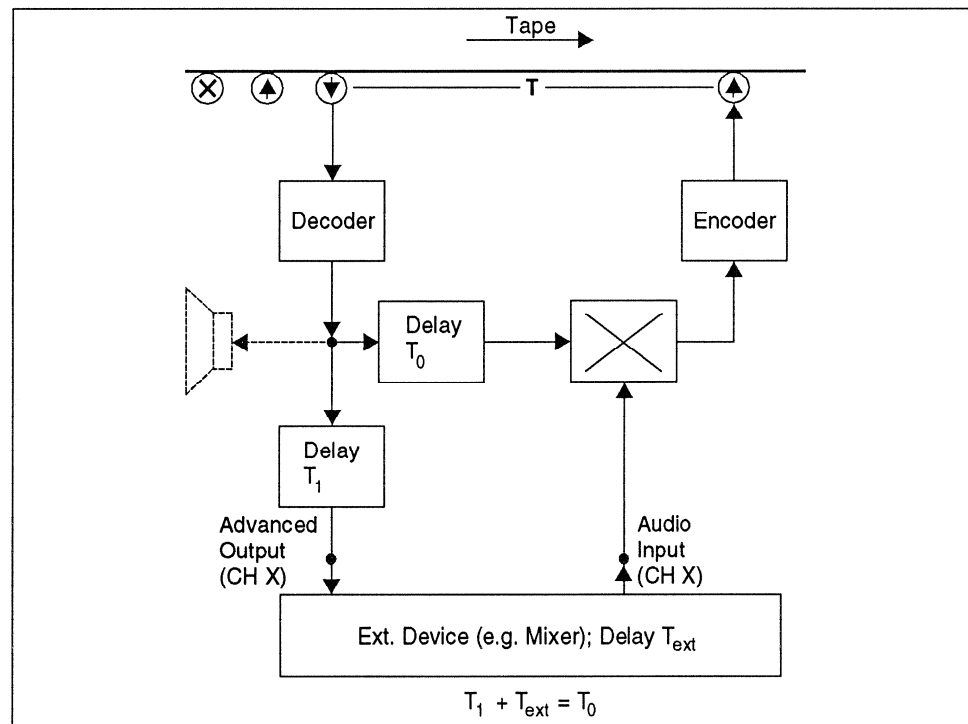 Tape
T
Decoder
Encoder
Delay
T₀
Delay
T₁
Advanced
Output
(CH X)
Audio
Input
(CH X)
Ext. Device (e.g. Mixer); Delay Tₑₓₜ
T₁ + Tₑₓₜ = T₀